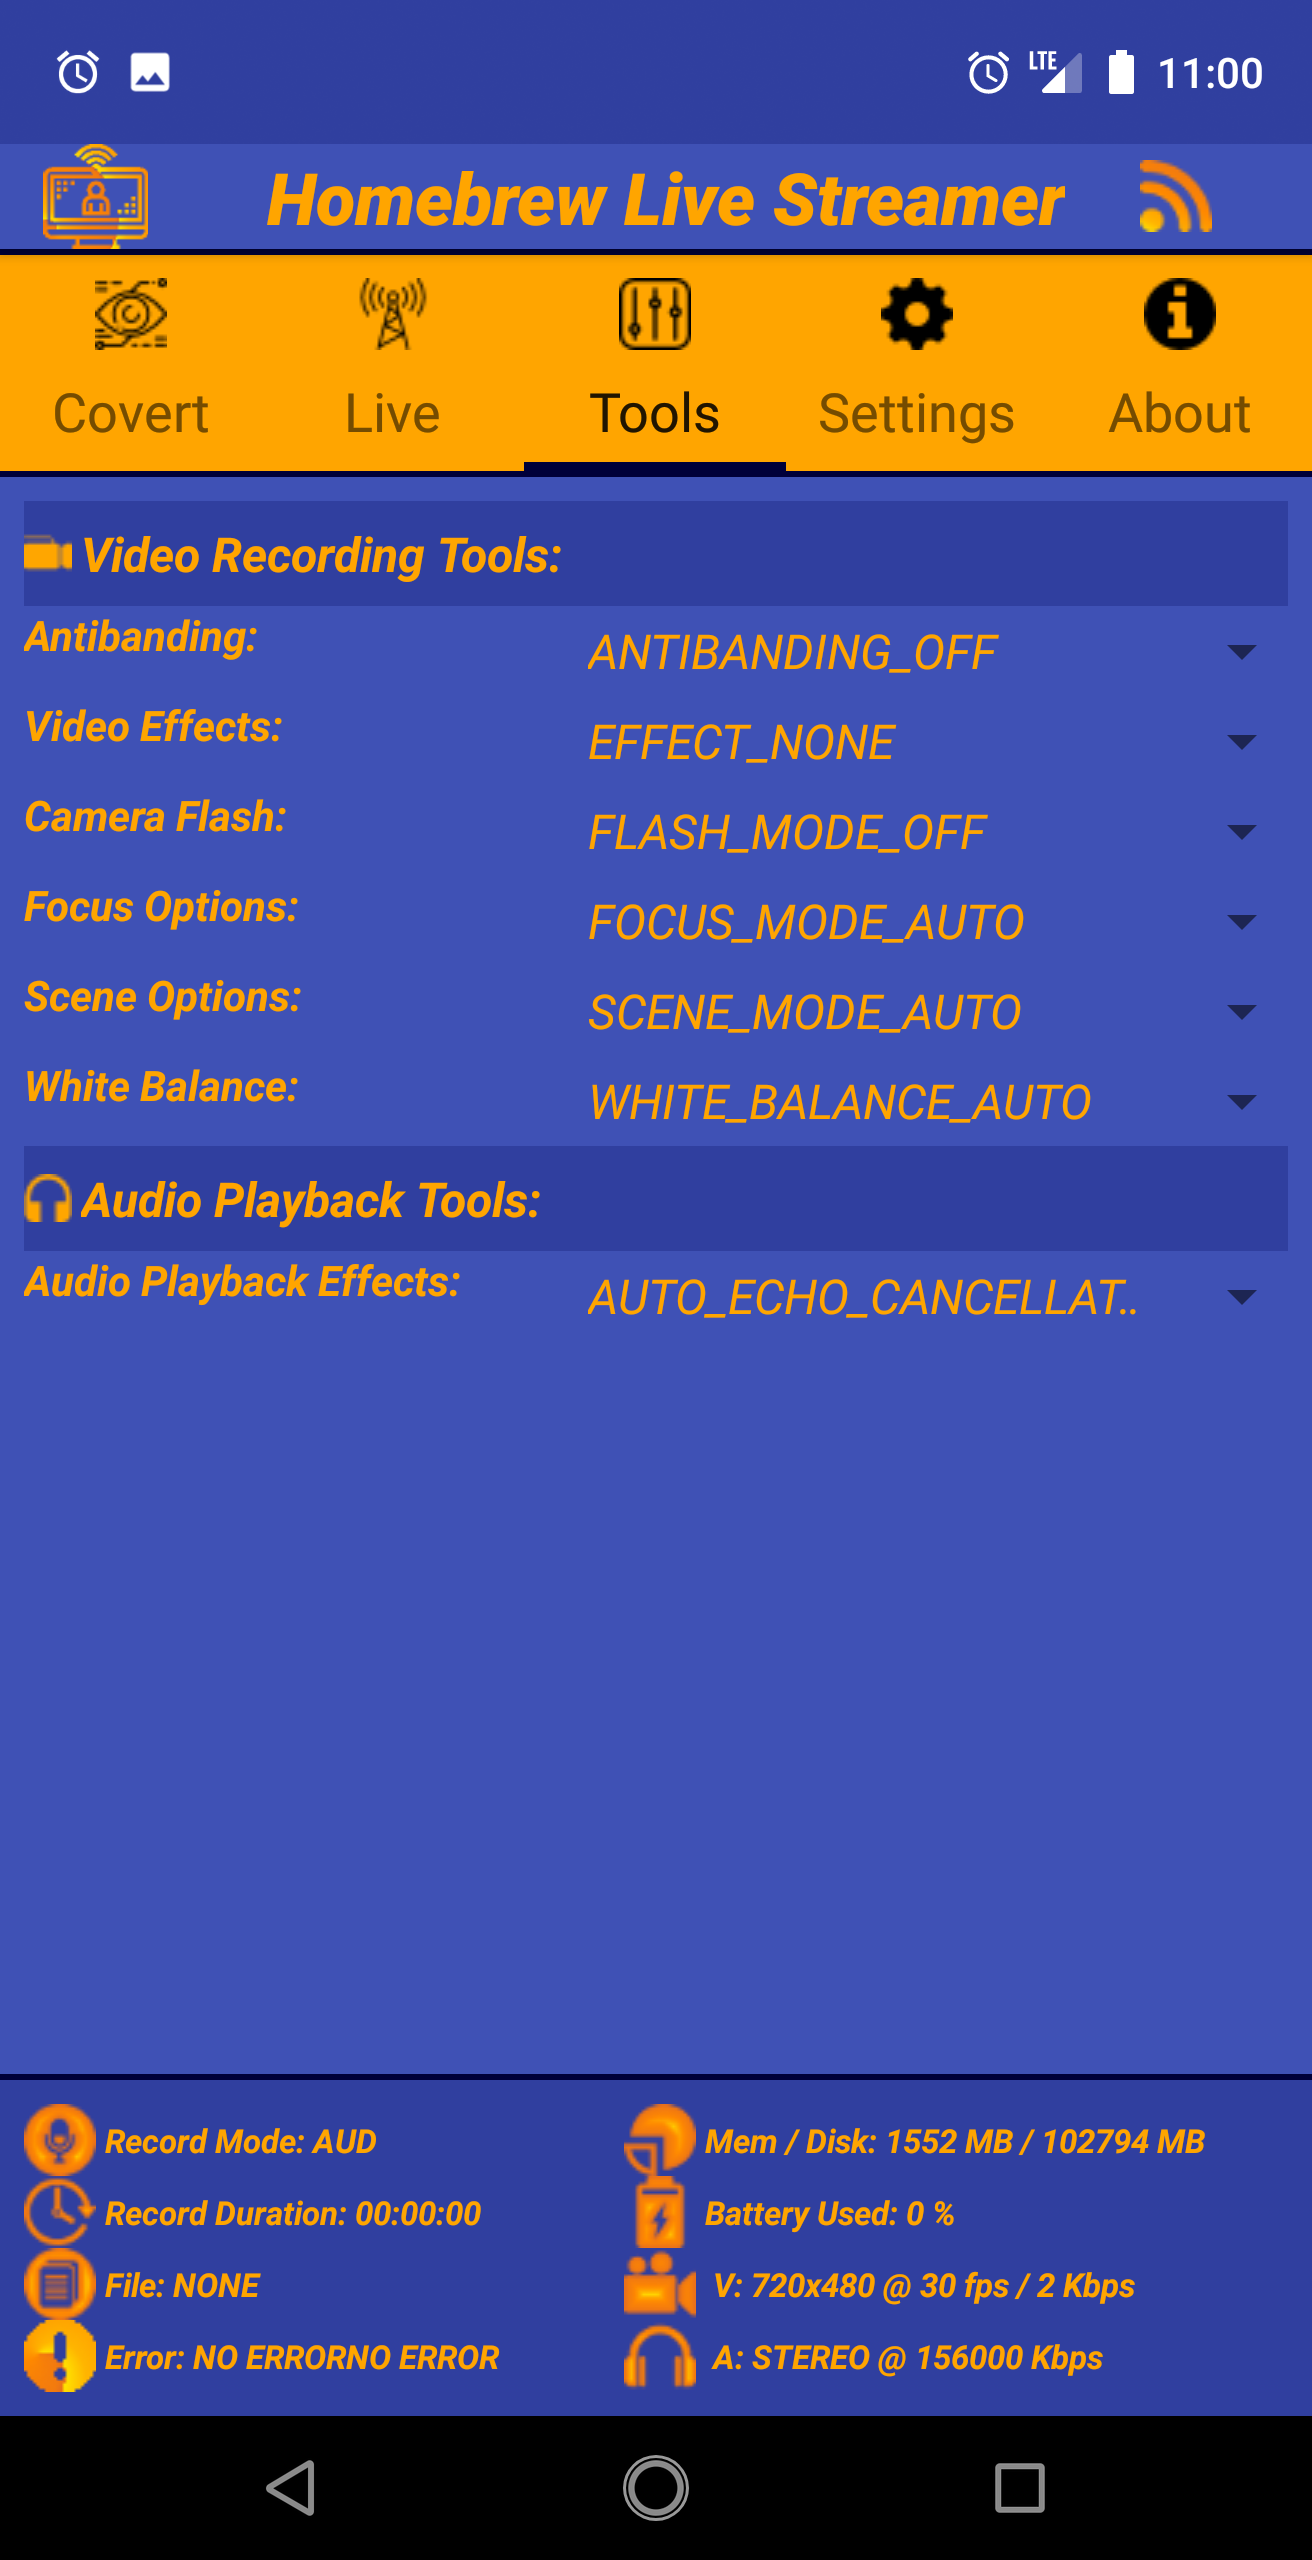 LTE 11:00
Homebrew Live Streamer
Covert Live Tools Settings About
Video Recording Tools:
Antibanding: ANTIBANDING_OFF
Video Effects: EFFECT_NONE
Camera Flash: FLASH_MODE_OFF
Focus Options: FOCUS_MODE_AUTO
Scene Options: SCENE_MODE_AUTO
White Balance: WHITE_BALANCE_AUTO
Audio Playback Tools:
Audio Playback Effects: AUTO_ECHO_CANCELLAT..
Record Mode: AUD Mem / Disk: 1552 MB / 102794 MB
Record Duration: 00:00:00 Battery Used: 0 %
File: NONE V: 720x480 @ 30 fps / 2 Kbps
Error: NO ERRORNO ERROR A: STEREO @ 156000 Kbps